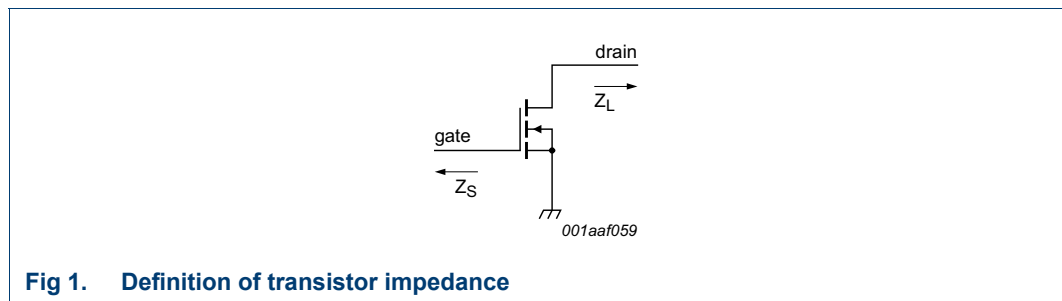 drain
Z_L
gate
Z_S
001aaf059
Fig 1. Definition of transistor impedance